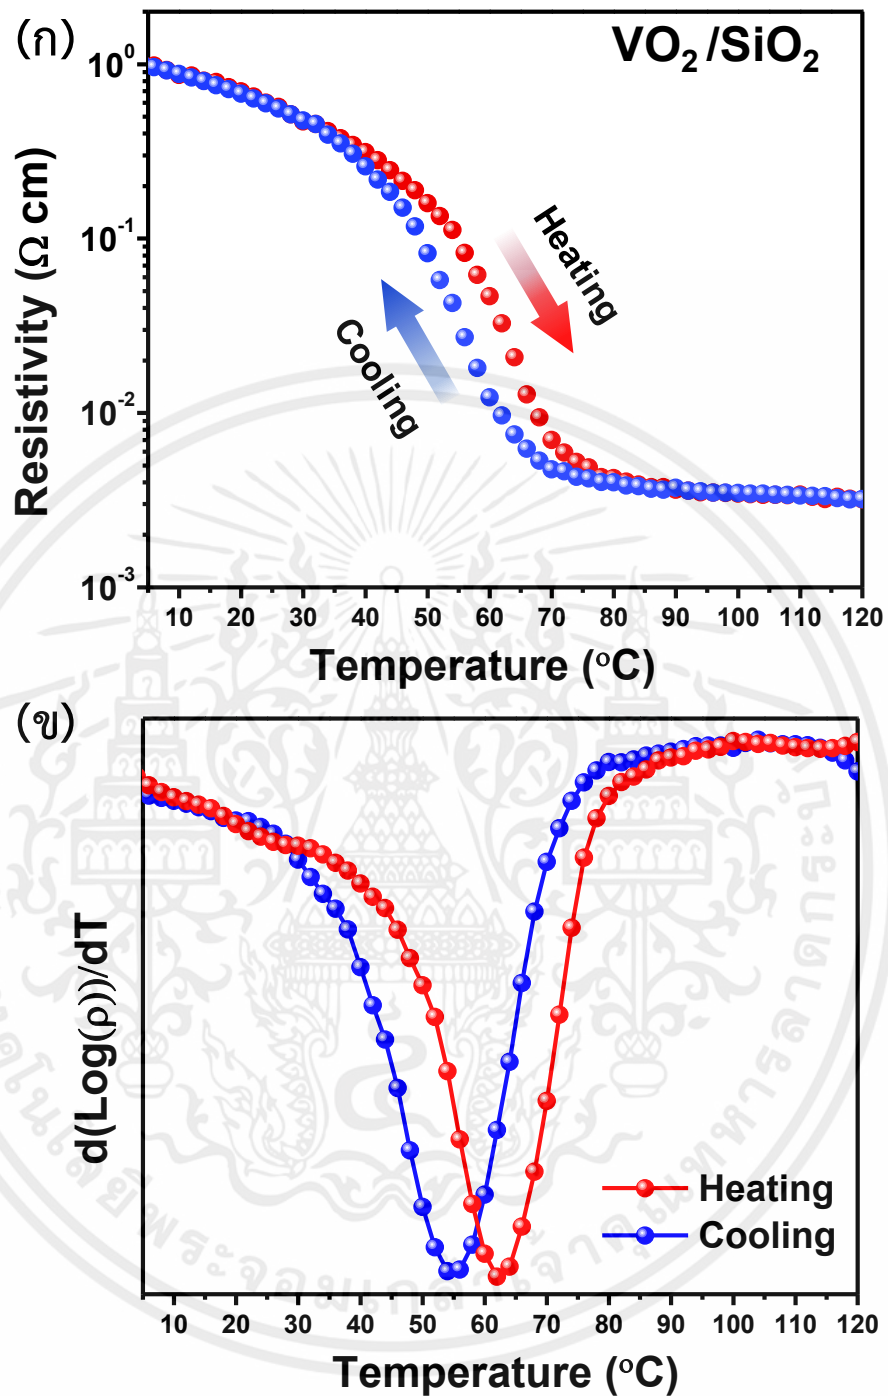 (ก)
VO₂/SiO₂
10⁰
10⁻¹
10⁻²
10⁻³
Resistivity (Ω cm)
Heating
Cooling
10 20 30 40 50 60 70 80 90 100 110 120
Temperature (°C)
(ข)
d(Log(ρ))/dT
Heating
Cooling
10 20 30 40 50 60 70 80 90 100 110 120
Temperature (°C)